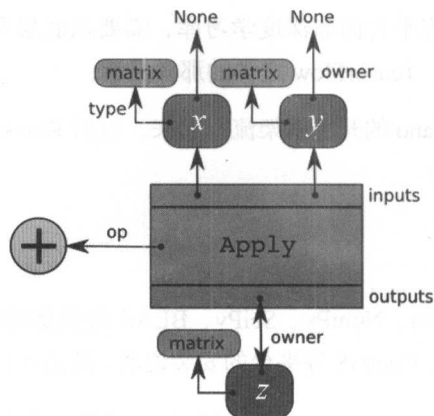 None
None
matrix
matrix
owner
type
x
y
inputs
op
+
Apply
outputs
owner
matrix
z